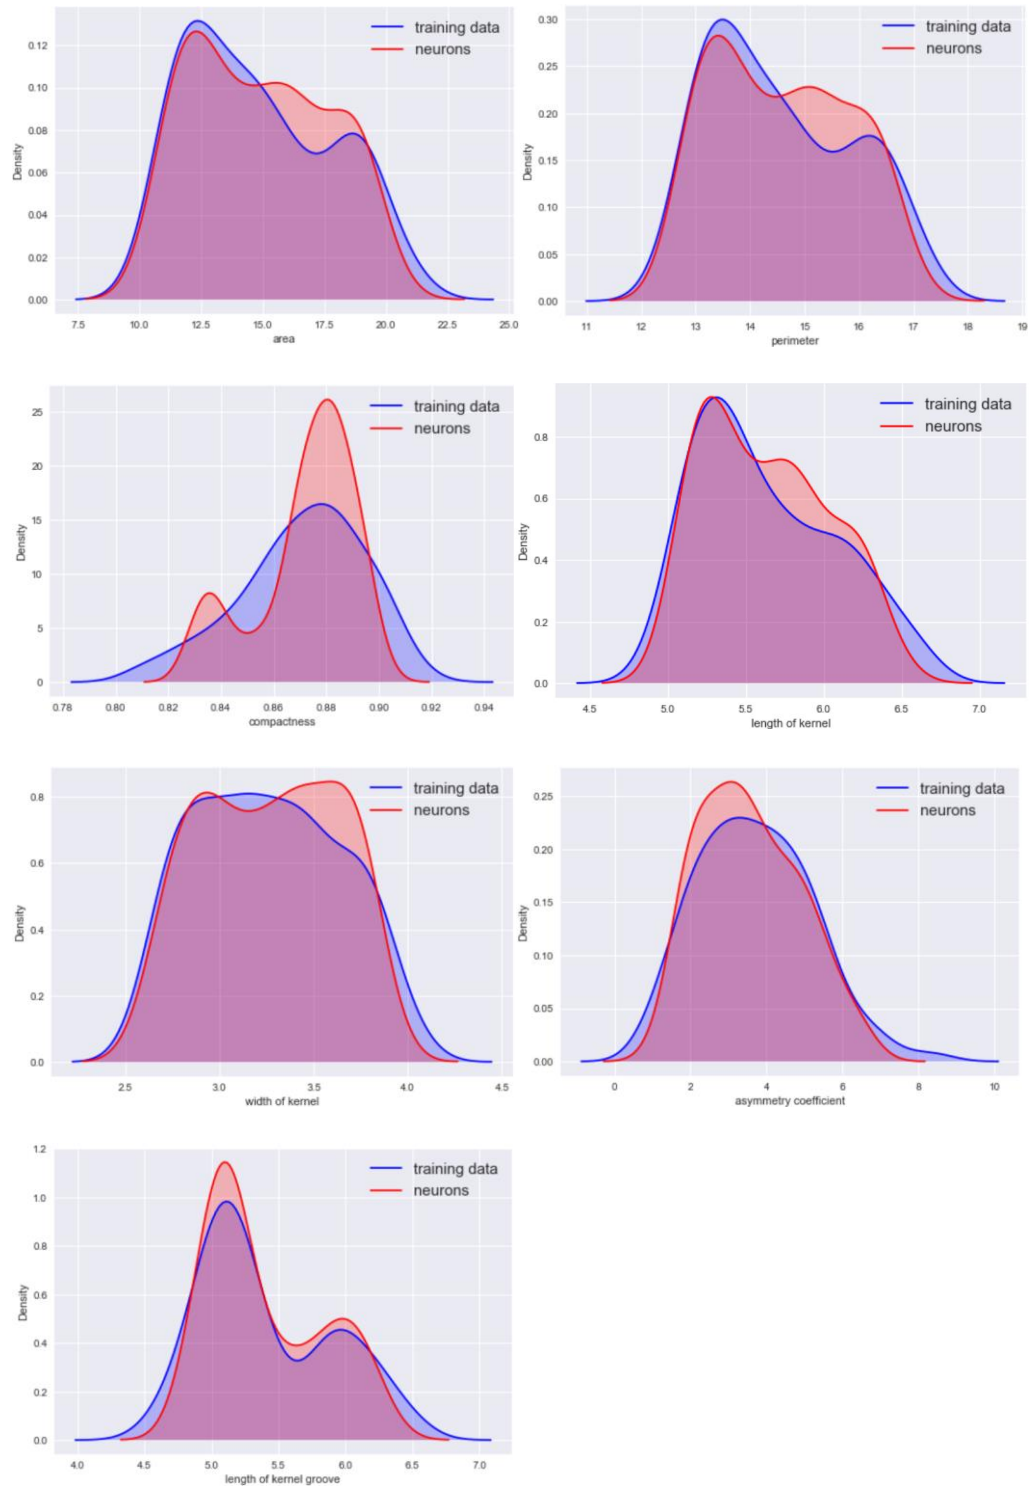 training data
neurons
0.12
0.10
0.08
0.06
0.04
0.02
0.00
Density
7.5 10.0 12.5 15.0 17.5 20.0 22.5 25.0
area
training data
neurons
0.30
0.25
0.20
0.15
0.10
0.05
0.00
Density
11 12 13 14 15 16 17 18 19
perimeter
training data
neurons
25
20
15
10
5
0
Density
0.78 0.80 0.82 0.84 0.86 0.88 0.90 0.92 0.94
compactness
training data
neurons
0.8
0.6
0.4
0.2
0.0
Density
4.5 5.0 5.5 6.0 6.5 7.0
length of kernel
training data
neurons
0.8
0.6
0.4
0.2
0.0
Density
2.5 3.0 3.5 4.0 4.5
width of kernel
training data
neurons
0.25
0.20
0.15
0.10
0.05
0.00
Density
0 2 4 6 8 10
asymmetry coefficient
training data
neurons
1.2
1.0
0.8
0.6
0.4
0.2
0.0
Density
4.0 4.5 5.0 5.5 6.0 6.5 7.0
length of kernel groove